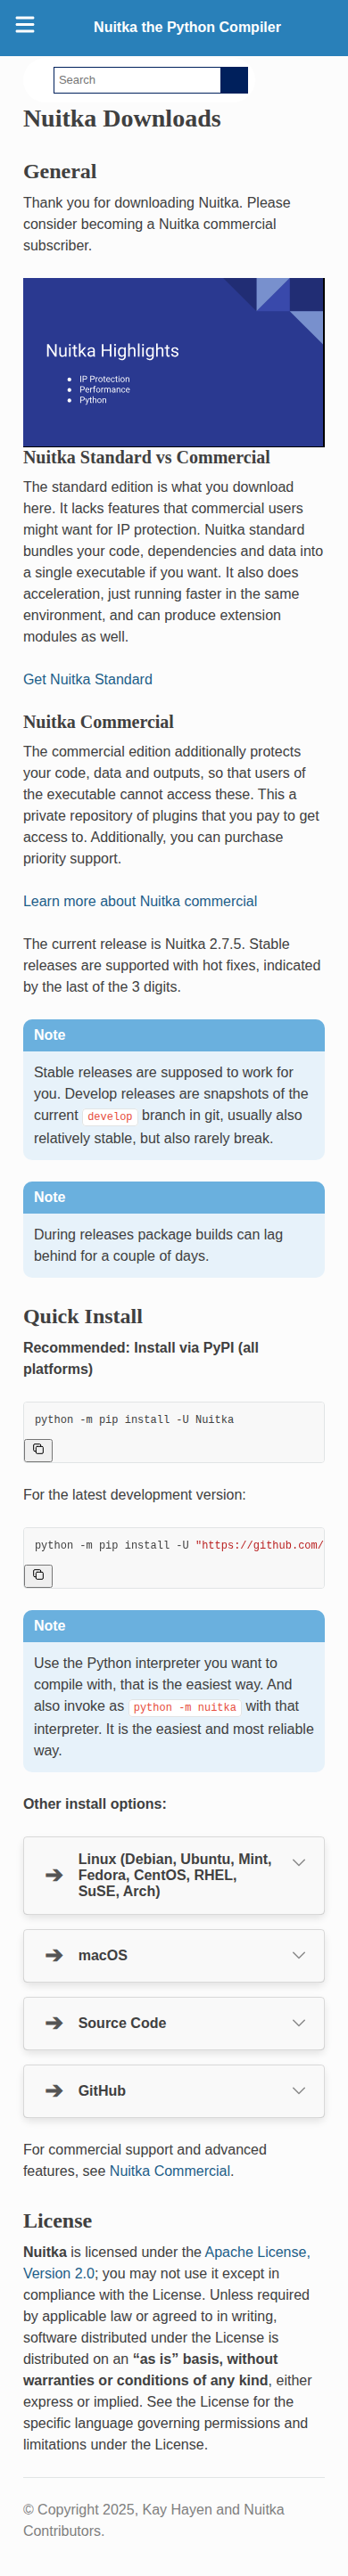 Nuitka the Python Compiler
Search
Nuitka Downloads
General
Thank you for downloading Nuitka. Please
consider becoming a Nuitka commercial
subscriber.
Nuitka Highlights
● IP Protection
● Performance
● Python
Nuitka Standard vs Commercial
The standard edition is what you download
here. It lacks features that commercial users
might want for IP protection. Nuitka standard
bundles your code, dependencies and data into
a single executable if you want. It also does
acceleration, just running faster in the same
environment, and can produce extension
modules as well.
Get Nuitka Standard
Nuitka Commercial
The commercial edition additionally protects
your code, data and outputs, so that users of
the executable cannot access these. This a
private repository of plugins that you pay to get
access to. Additionally, you can purchase
priority support.
Learn more about Nuitka commercial
The current release is Nuitka 2.7.5. Stable
releases are supported with hot fixes, indicated
by the last of the 3 digits.
Note
Stable releases are supposed to work for
you. Develop releases are snapshots of the
current develop branch in git, usually also
relatively stable, but also rarely break.
Note
During releases package builds can lag
behind for a couple of days.
Quick Install
Recommended: Install via PyPI (all
platforms)
python -m pip install -U Nuitka
For the latest development version:
python -m pip install -U "https://github.com/
Note
Use the Python interpreter you want to
compile with, that is the easiest way. And
also invoke as python -m nuitka with that
interpreter. It is the easiest and most reliable
way.
Other install options:
➔ Linux (Debian, Ubuntu, Mint,
Fedora, CentOS, RHEL,
SuSE, Arch)
➔ macOS
➔ Source Code
➔ GitHub
For commercial support and advanced
features, see Nuitka Commercial.
License
Nuitka is licensed under the Apache License,
Version 2.0; you may not use it except in
compliance with the License. Unless required
by applicable law or agreed to in writing,
software distributed under the License is
distributed on an “as is” basis, without
warranties or conditions of any kind, either
express or implied. See the License for the
specific language governing permissions and
limitations under the License.
© Copyright 2025, Kay Hayen and Nuitka
Contributors.